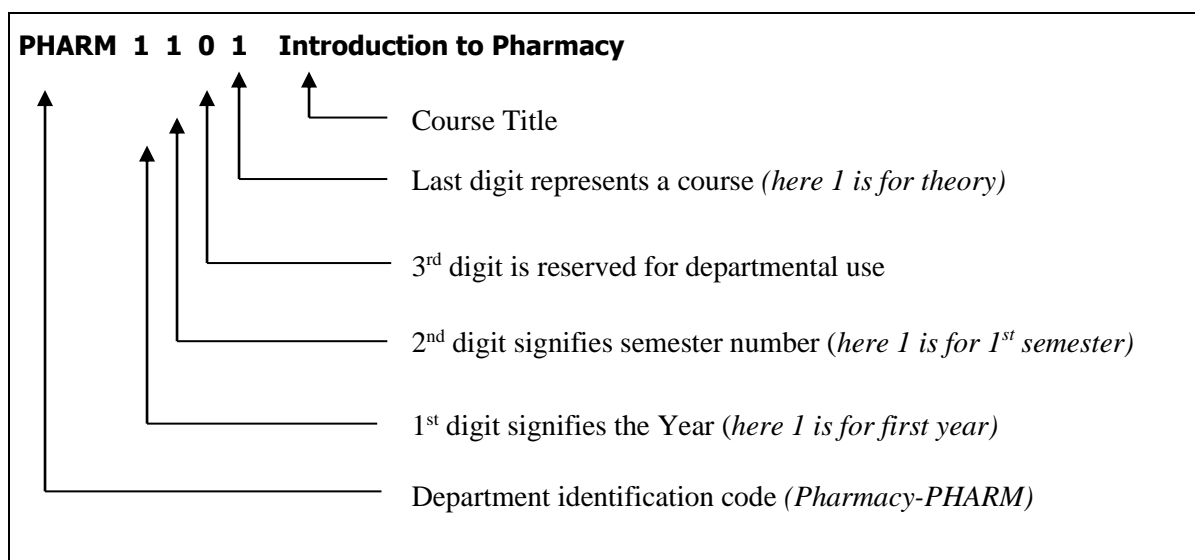 PHARM 1 1 0 1 Introduction to Pharmacy
Course Title
Last digit represents a course (here 1 is for theory)
3rd digit is reserved for departmental use
2nd digit signifies semester number (here 1 is for 1st semester)
1st digit signifies the Year (here 1 is for first year)
Department identification code (Pharmacy-PHARM)